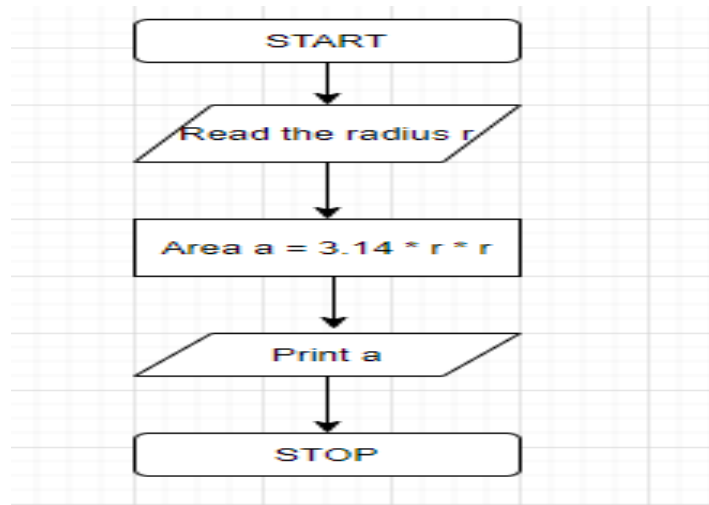 START
Read the radius r
Area a = 3.14 * r * r
Print a
STOP